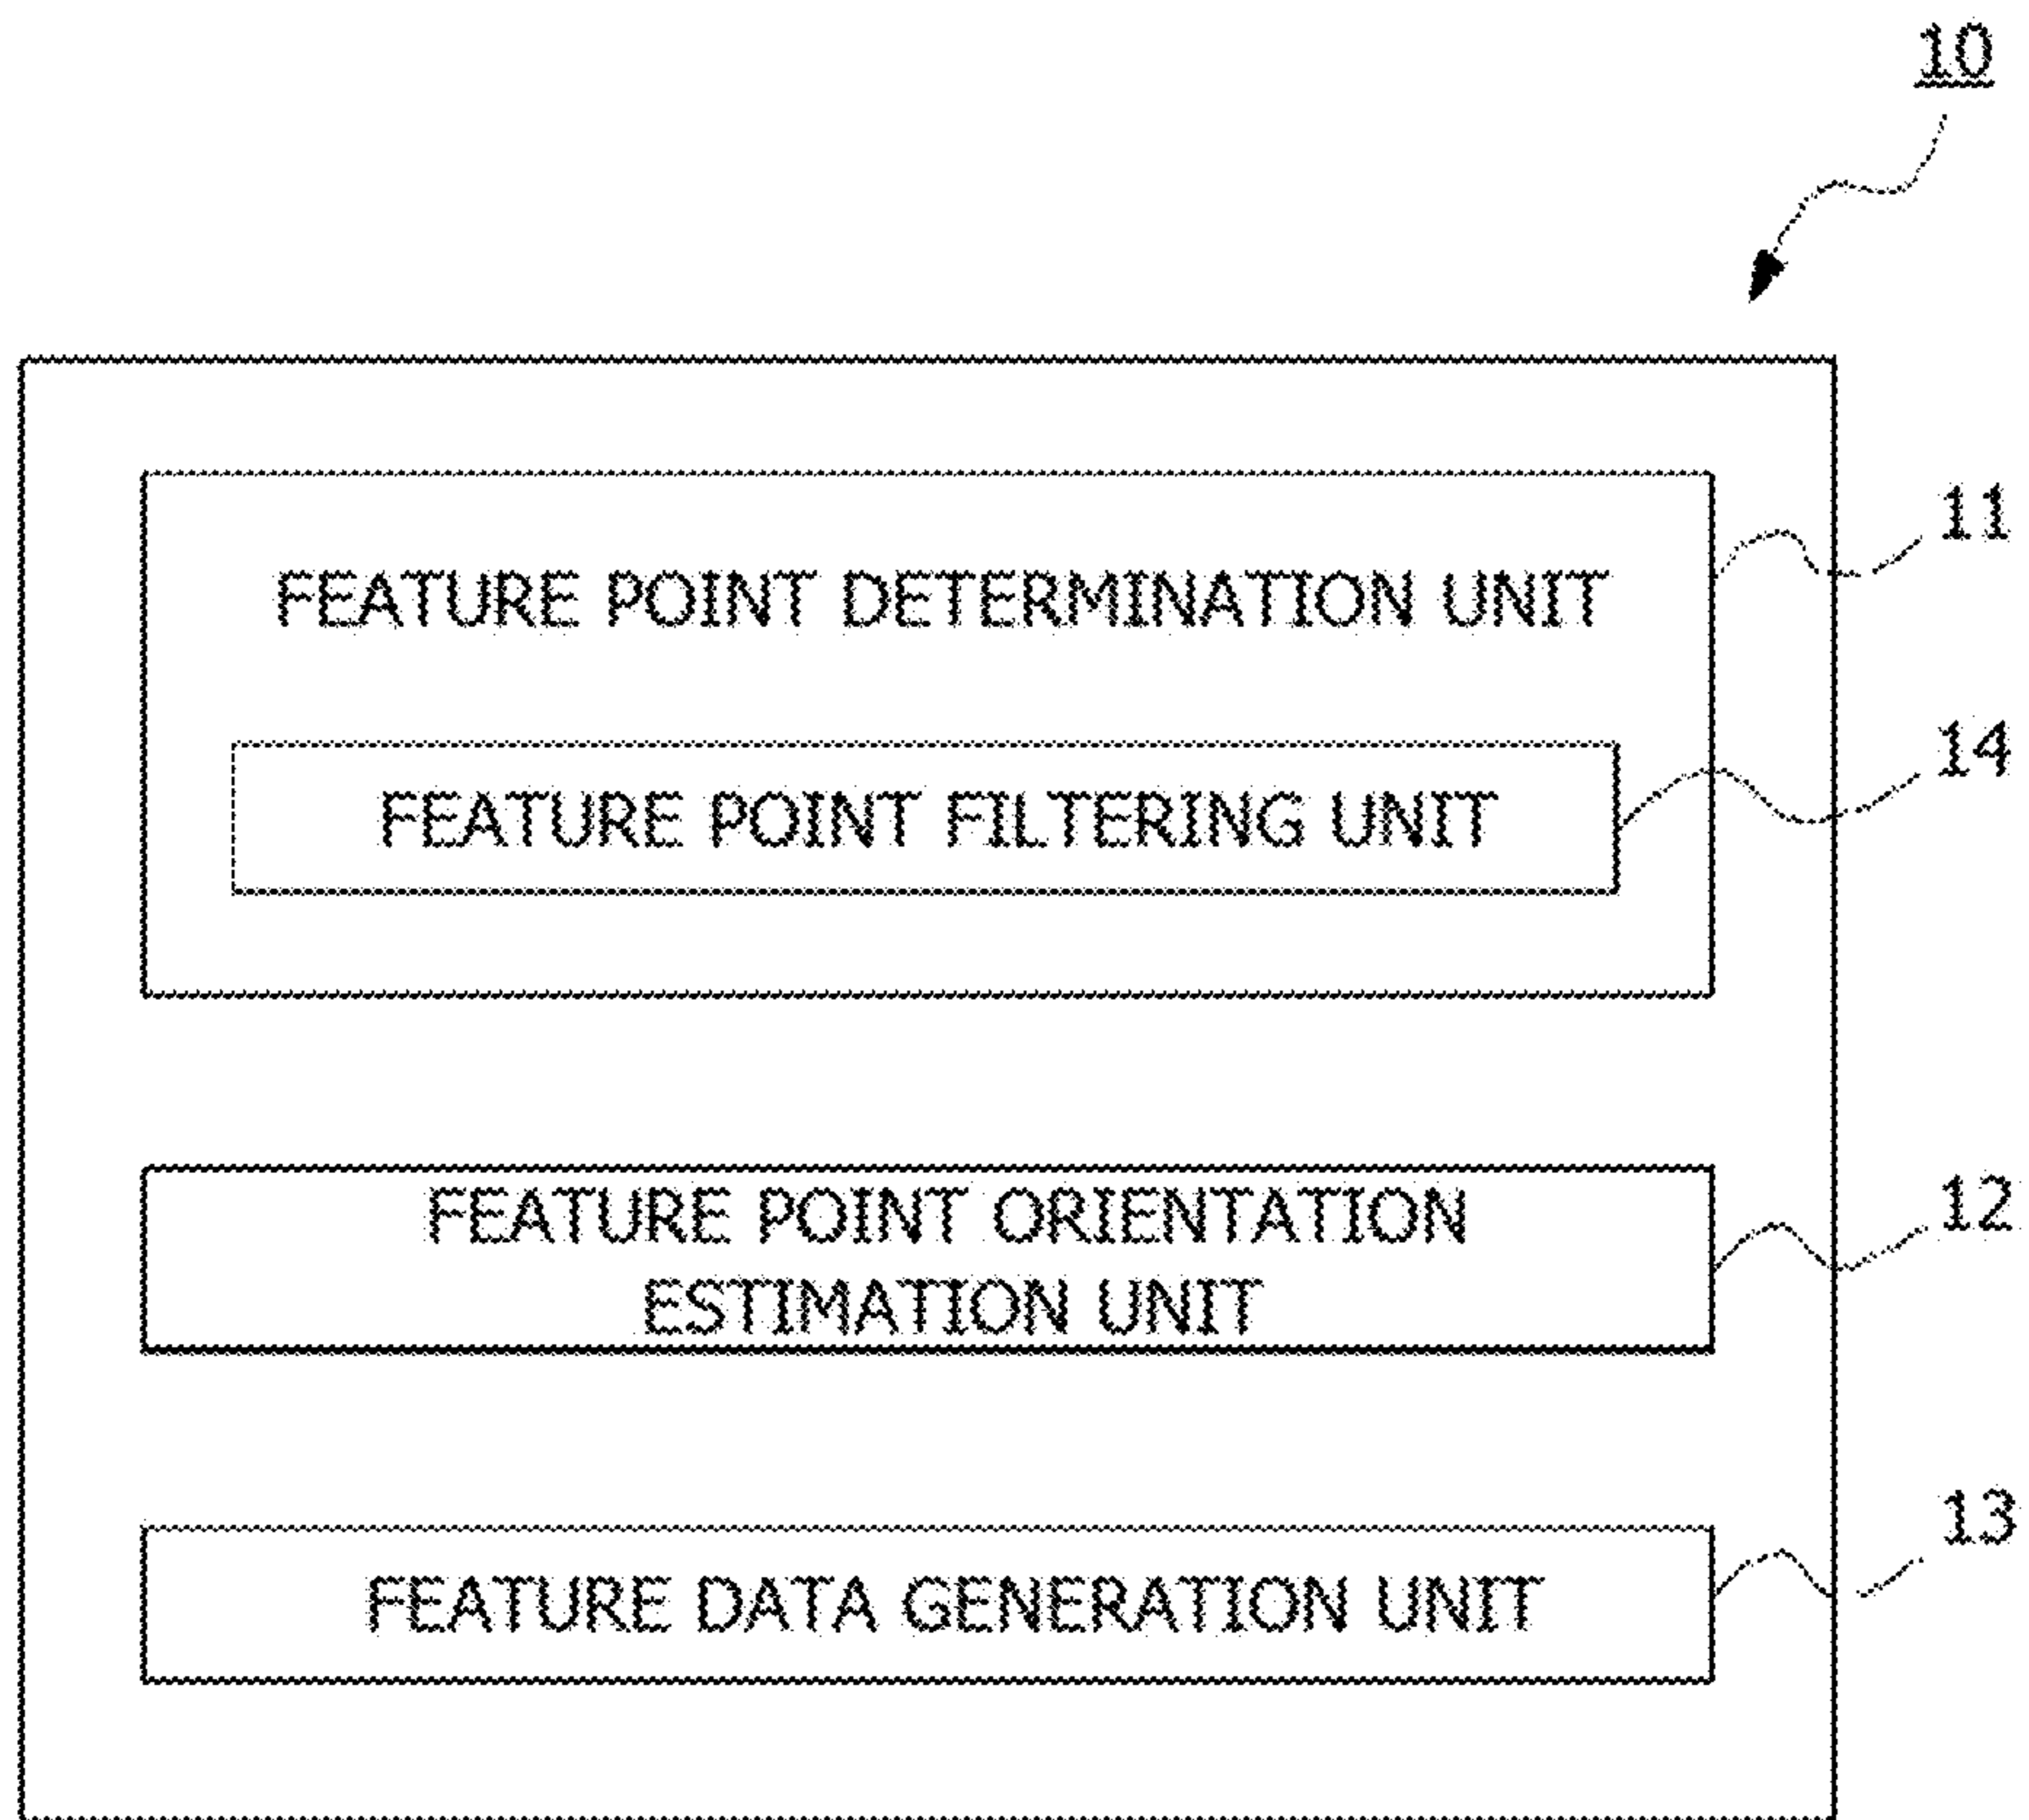 10
FEATURE POINT DETERMINATION UNIT
11
FEATURE POINT FILTERING UNIT
14
FEATURE POINT ORIENTATION
ESTIMATION UNIT
12
FEATURE DATA GENERATION UNIT
13